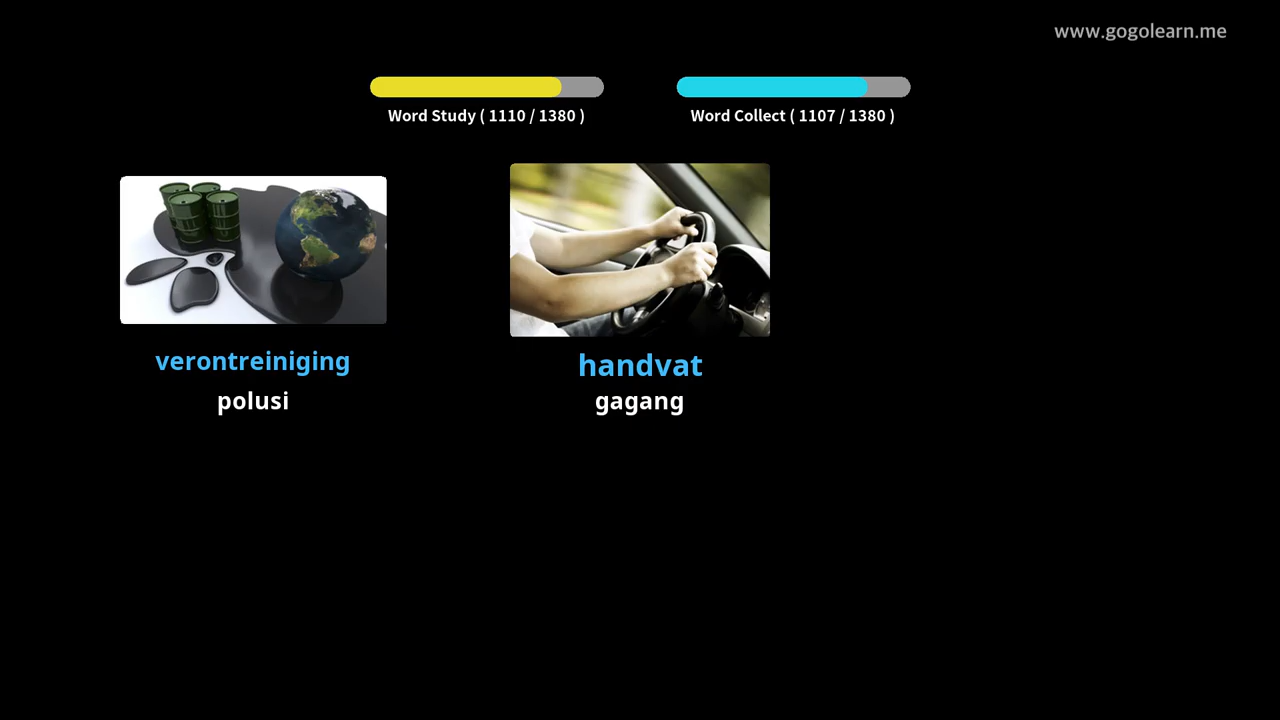 www.gogolearn.me
Word Study ( 1110 / 1380 )
Word Collect ( 1107 / 1380 )
verontreiniging
polusi
handvat
gagang